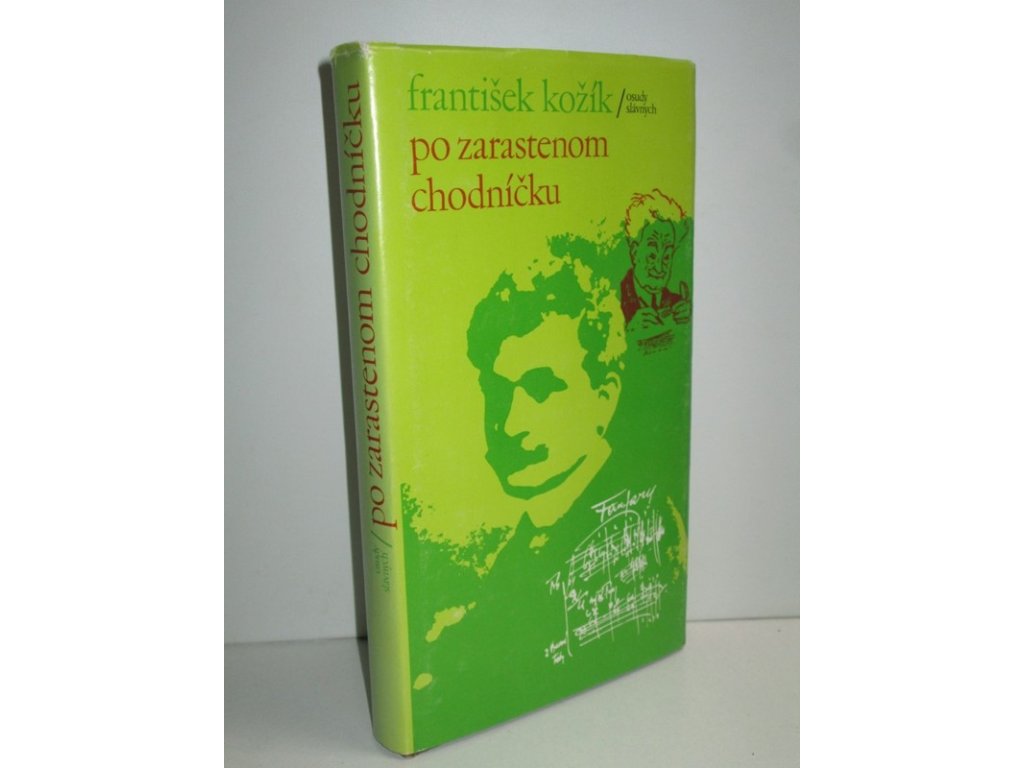 františek kožík/osudy
slávnych
po zarastenom
chodníčku
Fanfary
po zarastenom chodníčku
/osudy
slávnych